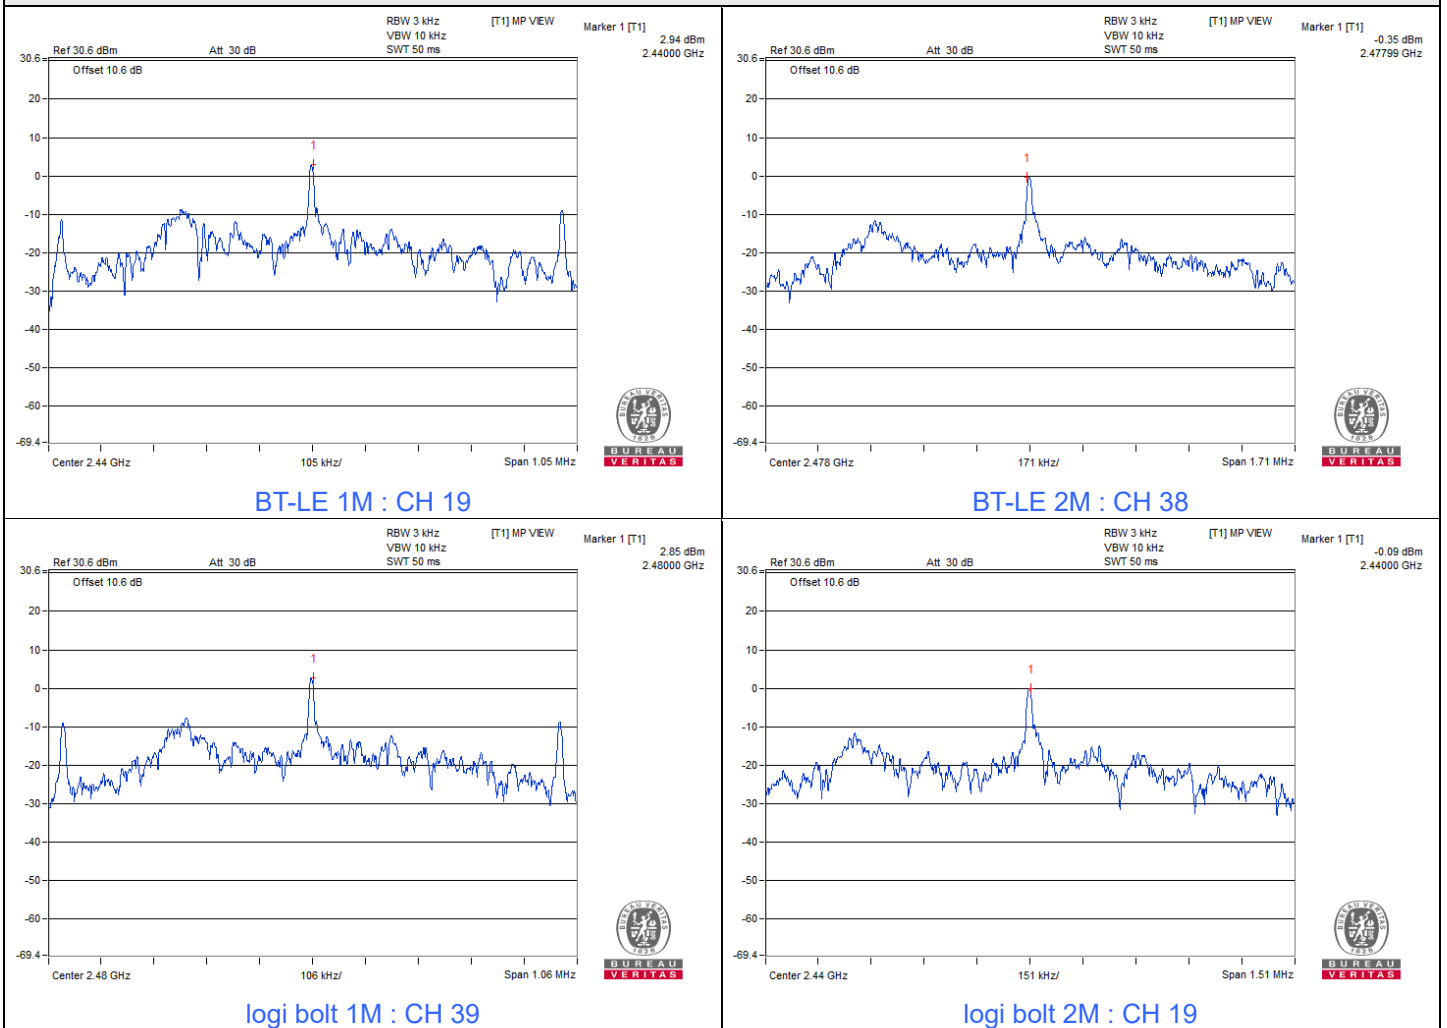 RBW 3 kHz [T1] MP VIEW Marker 1 [T1]
VBW 10 kHz 2.94 dBm
Ref 30.6 dBm Att 30 dB SWT 50 ms 2.44000 GHz
30.6
Offset 10.6 dB
20
10
1
0
-10
-20
-30
-40
-50
-60
-69.4
Center 2.44 GHz 105 kHz/ Span 1.05 MHz
BUREAU VERITAS
1828
BUREAU
VERITAS
BT-LE 1M : CH 19
RBW 3 kHz [T1] MP VIEW Marker 1 [T1]
VBW 10 kHz -0.35 dBm
Ref 30.6 dBm Att 30 dB SWT 50 ms 2.47799 GHz
30.6
Offset 10.6 dB
20
10
1
0
-10
-20
-30
-40
-50
-60
-69.4
Center 2.478 GHz 171 kHz/ Span 1.71 MHz
BUREAU VERITAS
1828
BUREAU
VERITAS
BT-LE 2M : CH 38
RBW 3 kHz [T1] MP VIEW Marker 1 [T1]
VBW 10 kHz 2.85 dBm
Ref 30.6 dBm Att 30 dB SWT 50 ms 2.48000 GHz
30.6
Offset 10.6 dB
20
10
1
0
-10
-20
-30
-40
-50
-60
-69.4
Center 2.48 GHz 106 kHz/ Span 1.06 MHz
BUREAU VERITAS
1828
BUREAU
VERITAS
logi bolt 1M : CH 39
RBW 3 kHz [T1] MP VIEW Marker 1 [T1]
VBW 10 kHz -0.09 dBm
Ref 30.6 dBm Att 30 dB SWT 50 ms 2.44000 GHz
30.6
Offset 10.6 dB
20
10
1
0
-10
-20
-30
-40
-50
-60
-69.4
Center 2.44 GHz 151 kHz/ Span 1.51 MHz
BUREAU VERITAS
1828
BUREAU
VERITAS
logi bolt 2M : CH 19